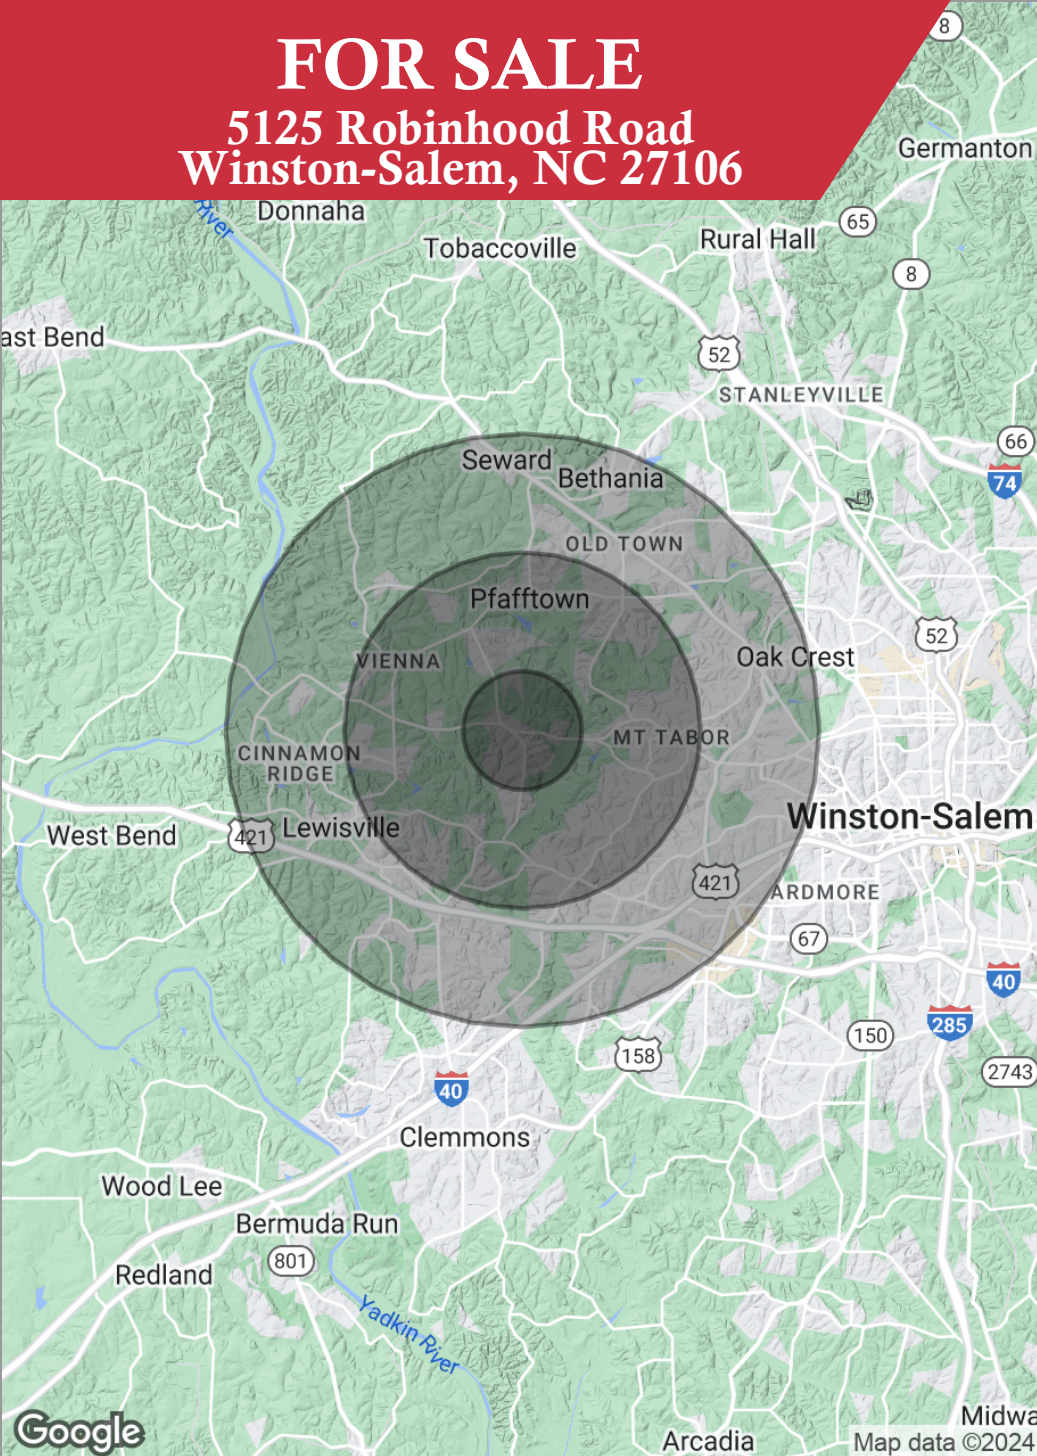 FOR SALE
5125 Robinhood Road
Winston-Salem, NC 27106
8
Germanton
River
Donnaha
65
Tobaccoville
Rural Hall
8
ast Bend
52
STANLEYVILLE
66
Seward
74
Bethania
OLD TOWN
Pfafftown
52
VIENNA
Oak Crest
MT TABOR
CINNAMON
RIDGE
Winston-Salem
West Bend
421
Lewisville
421
ARDMORE
67
40
285
150
158
2743
40
Clemmons
Wood Lee
Bermuda Run
801
Redland
Yadkin River
Midwa
Google
Arcadia
Map data ©2024